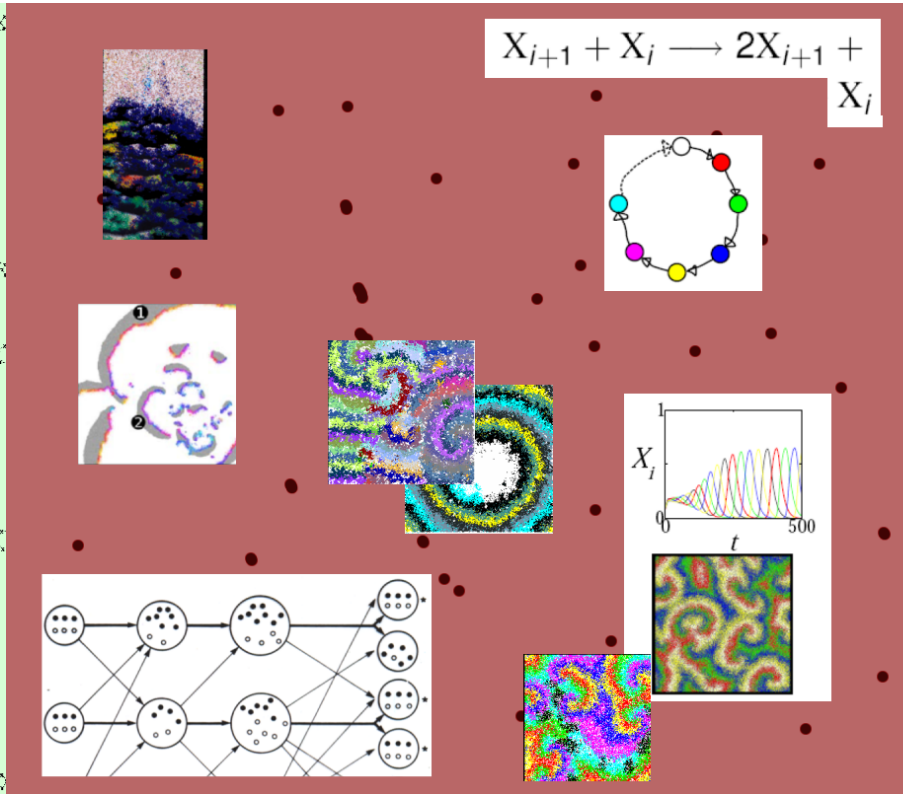 X_{i+1} + X_i ⟶ 2X_{i+1} +
X_i
1
2
1
X_i
0
0
500
t
*
*
*